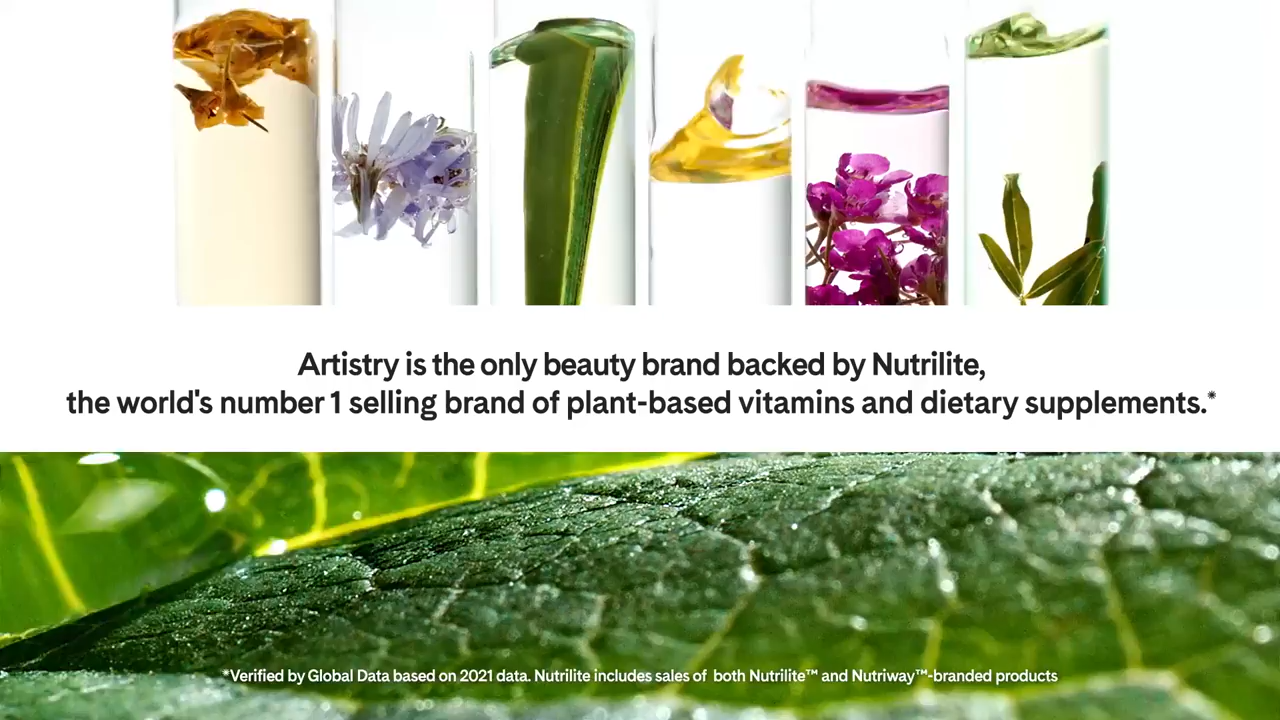 Artistry is the only beauty brand backed by Nutrilite,
the world's number 1 selling brand of plant-based vitamins and dietary supplements.*
*Verified by Global Data based on 2021 data. Nutrilite includes sales of both Nutrilite™ and Nutriway™-branded products